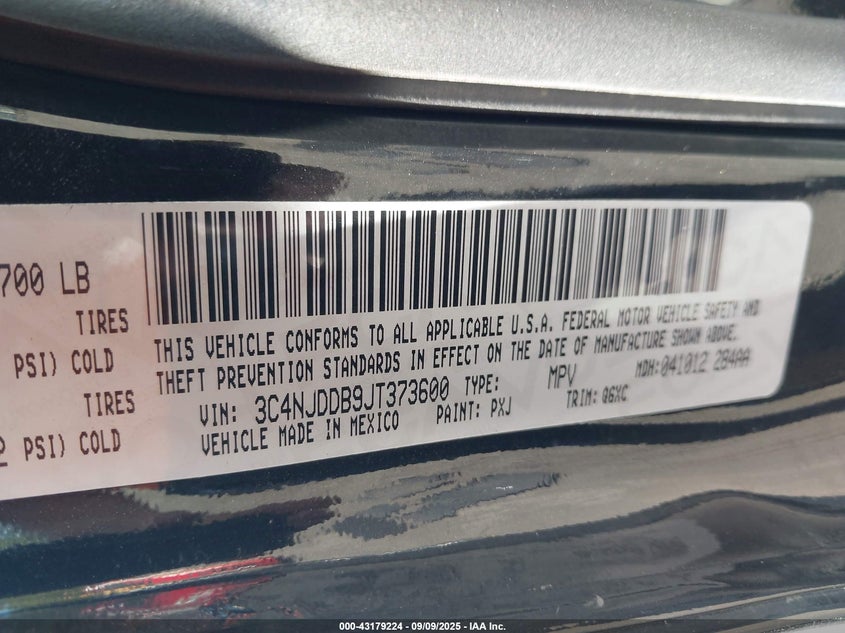 700 LB
TIRES
PSI) COLD
TIRES
PSI) COLD
THIS VEHICLE CONFORMS TO ALL APPLICABLE U.S.A. FEDERAL MOTOR VEHICLE SAFETY AND
THEFT PREVENTION STANDARDS IN EFFECT ON THE DATE OF MANUFACTURE SHOWN ABOVE.
VIN: 3C4NJDDB9JT373600 TYPE: MPV MDH:041012 284AA
VEHICLE MADE IN MEXICO PAINT: PXJ TRIM: Q6XC
000-43179224 - 09/09/2025 - IAA Inc.